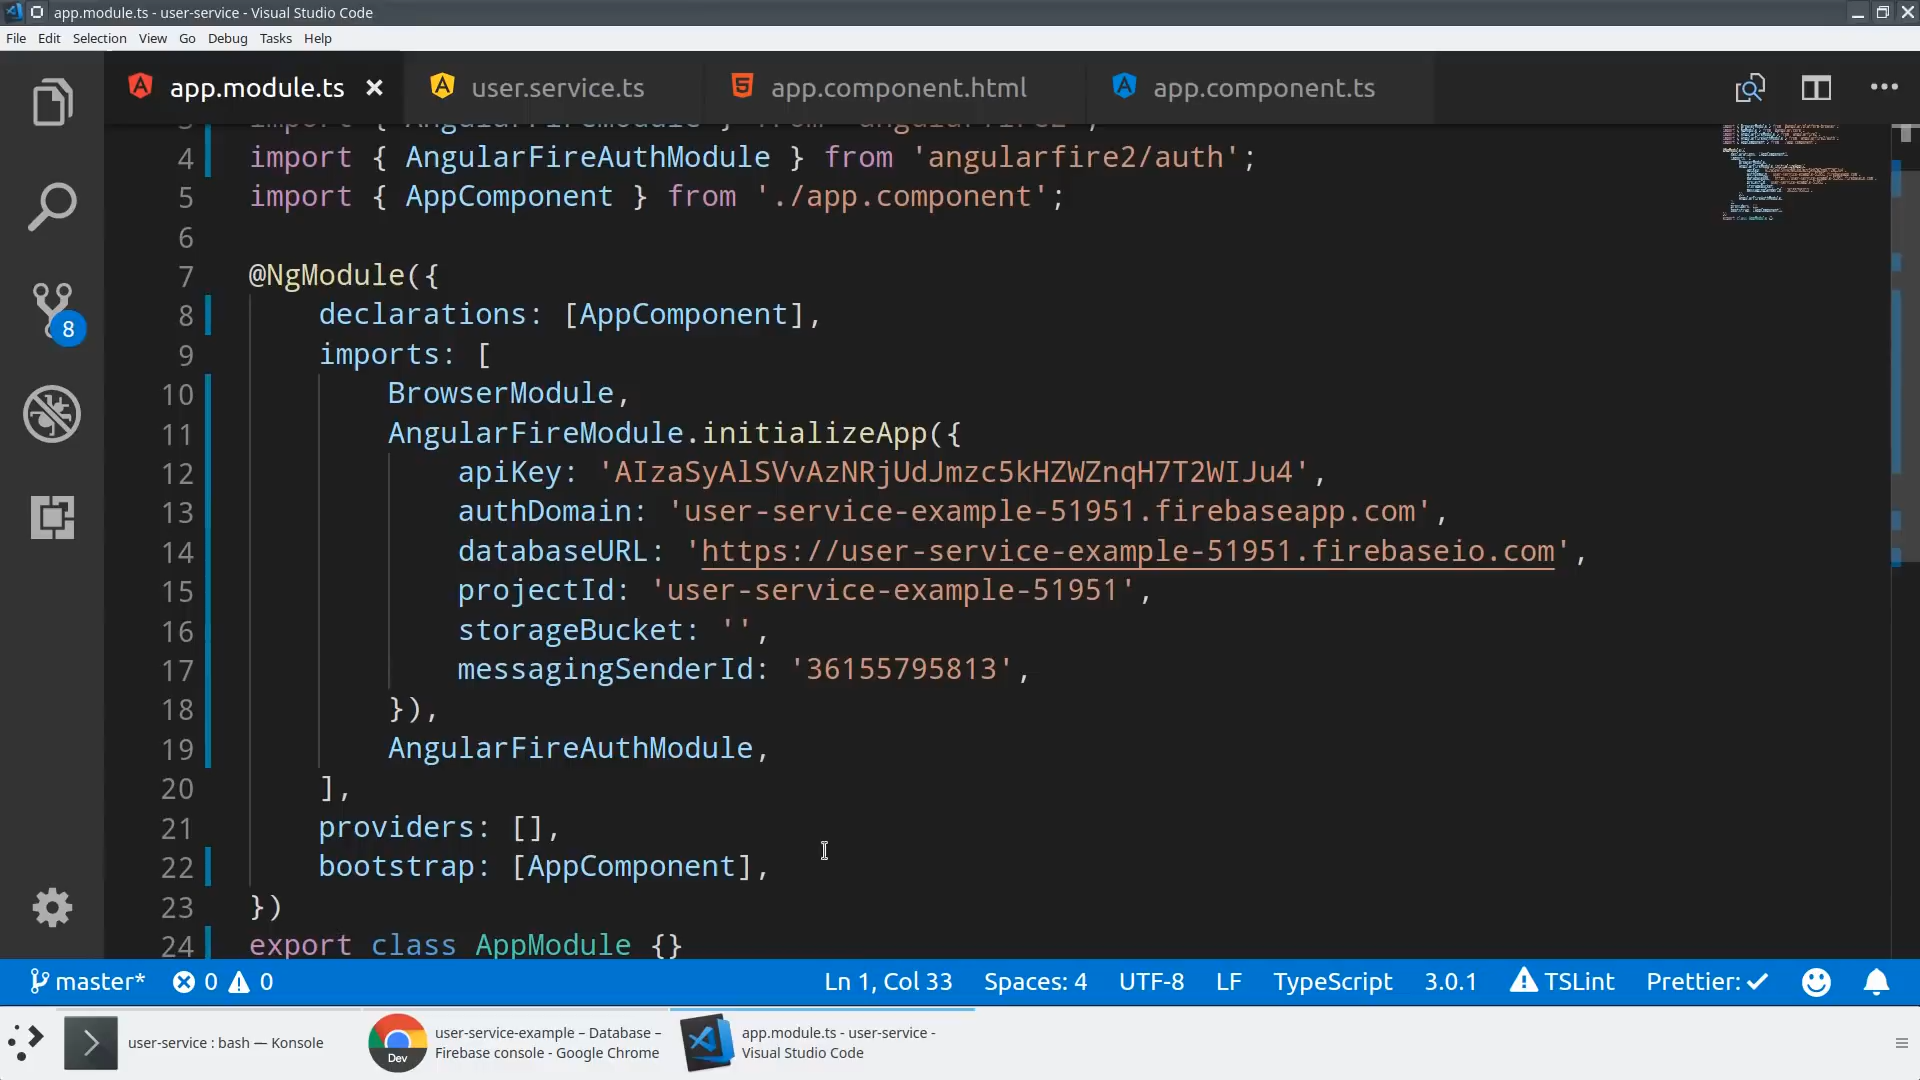 app.module.ts - user-service - Visual Studio Code
File Edit Selection View Go Debug Tasks Help
app.module.ts user.service.ts app.component.html app.component.ts
4 import { AngularFireAuthModule } from 'angularfire2/auth';
5 import { AppComponent } from './app.component';
6
7 @NgModule({
8 declarations: [AppComponent],
9 imports: [
10 BrowserModule,
11 AngularFireModule.initializeApp({
12 apiKey: 'AIzaSyAlSVvAzNRjUdJmzc5kHZWZnqH7T2WIJu4',
13 authDomain: 'user-service-example-51951.firebaseapp.com',
14 databaseURL: 'https://user-service-example-51951.firebaseio.com',
15 projectId: 'user-service-example-51951',
16 storageBucket: '',
17 messagingSenderId: '36155795813',
18 }),
19 AngularFireAuthModule,
20 ],
21 providers: [],
22 bootstrap: [AppComponent],
23 })
24 export class AppModule {}
8
master* 0 0 Ln 1, Col 33 Spaces: 4 UTF-8 LF TypeScript 3.0.1 TSLint Prettier:
user-service : bash — Konsole
Dev
user-service-example – Database –
Firebase console - Google Chrome
app.module.ts - user-service -
Visual Studio Code